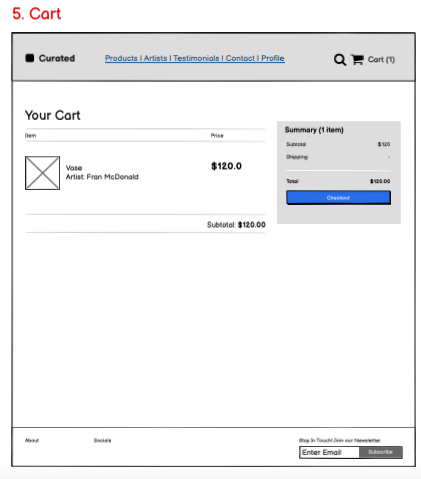 5. Cart
Curated
Products | Artists | Testimonials | Contact | Profile
Cart (1)
Your Cart
Item
Price
Vase
Artist: Fran McDonald
$120.0
Subtotal: $120.00
Summary (1 item)
Subtotal $120
Shipping -
Total $120.00
Checkout
About
Socials
Stay In Touch! Join our Newsletter
Enter Email
Subscribe